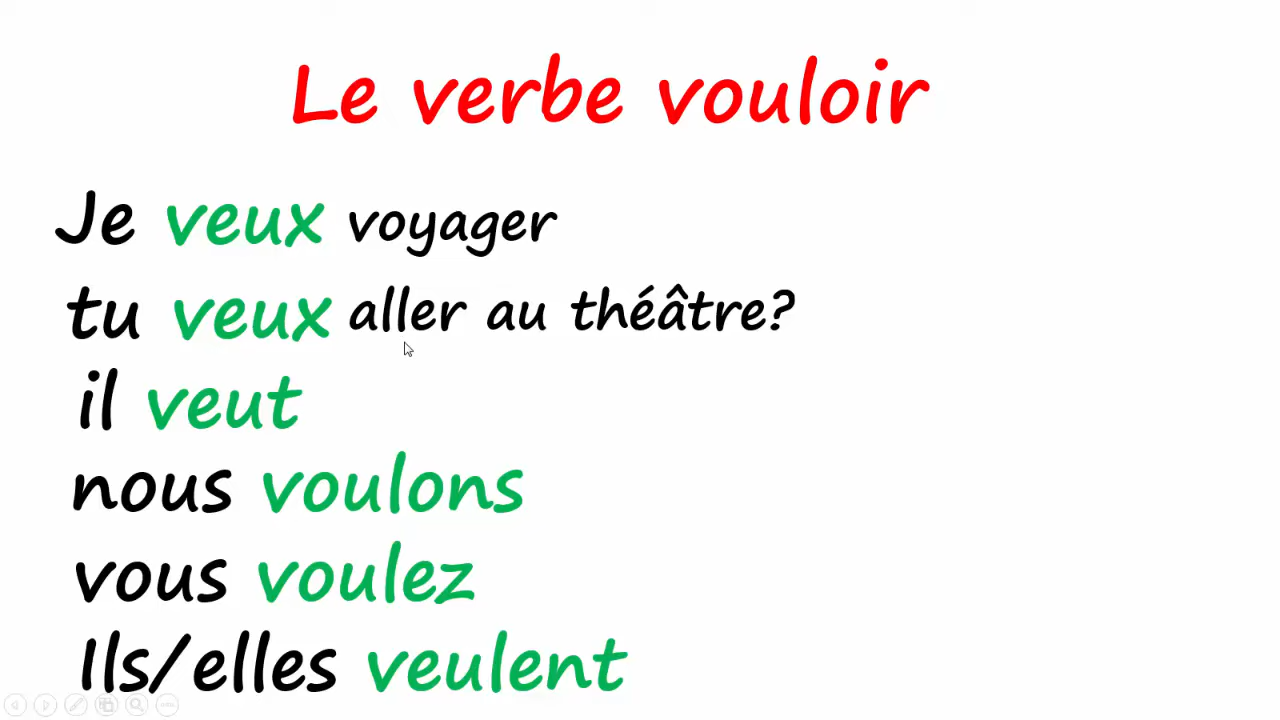 Le verbe vouloir
Je veux voyager
tu veux aller au théâtre?
il veut
nous voulons
vous voulez
Ils/elles veulent